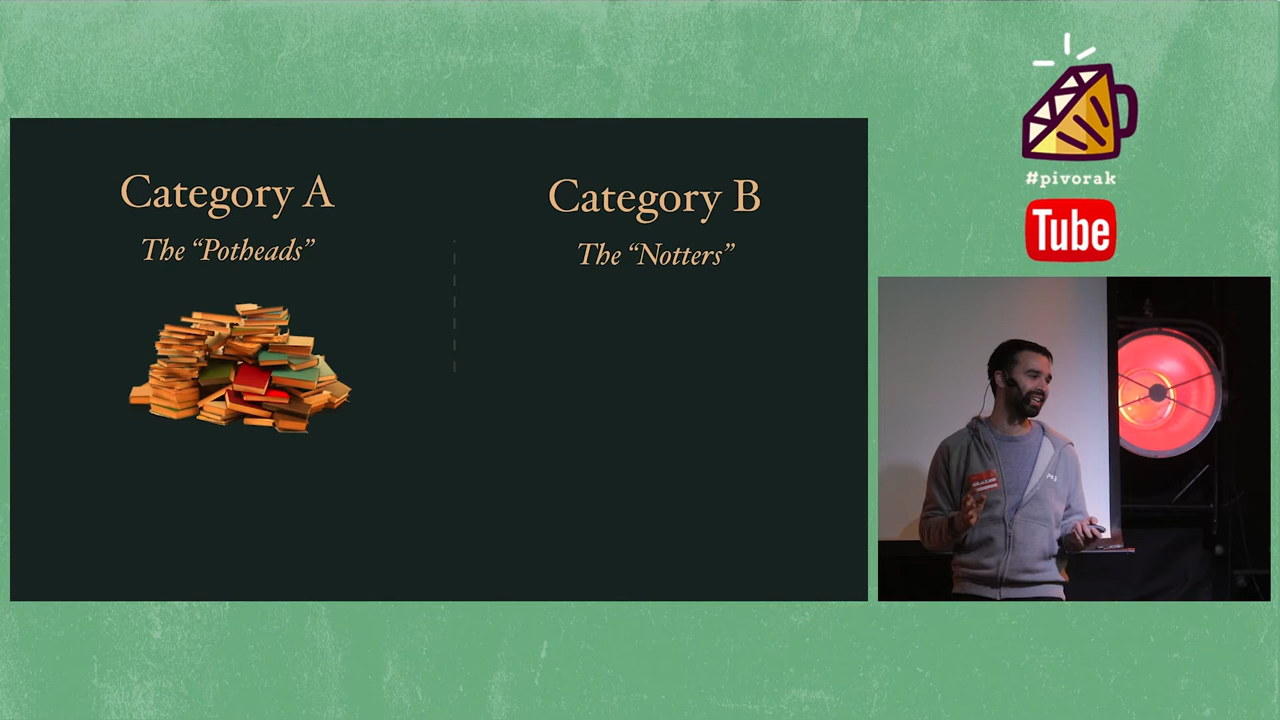 Category A
The “Potheads”
Category B
The “Notters”
#pivorak
Tube